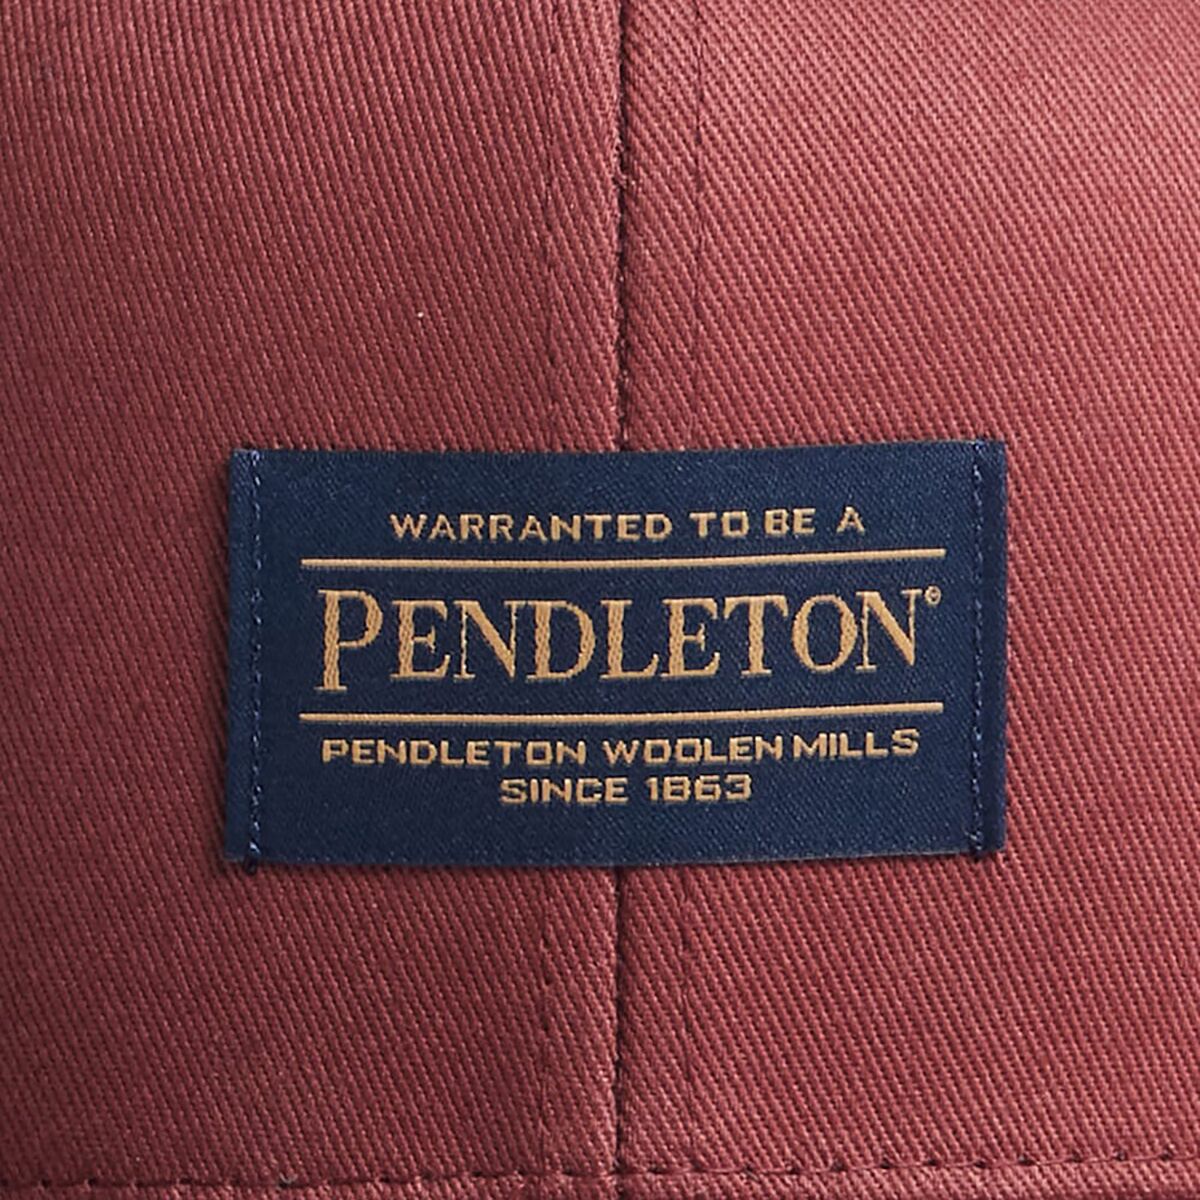 WARRANTED TO BE A
PENDLETON®
PENDLETON WOOLEN MILLS
SINCE 1863